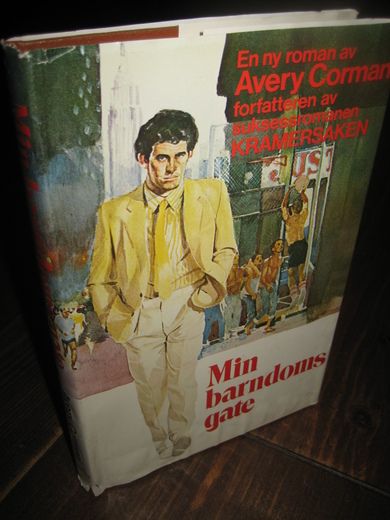 En ny roman av
Avery Corman
forfatteren av
suksessromanen
KRAMERSAKEN
Min
barndoms
gate